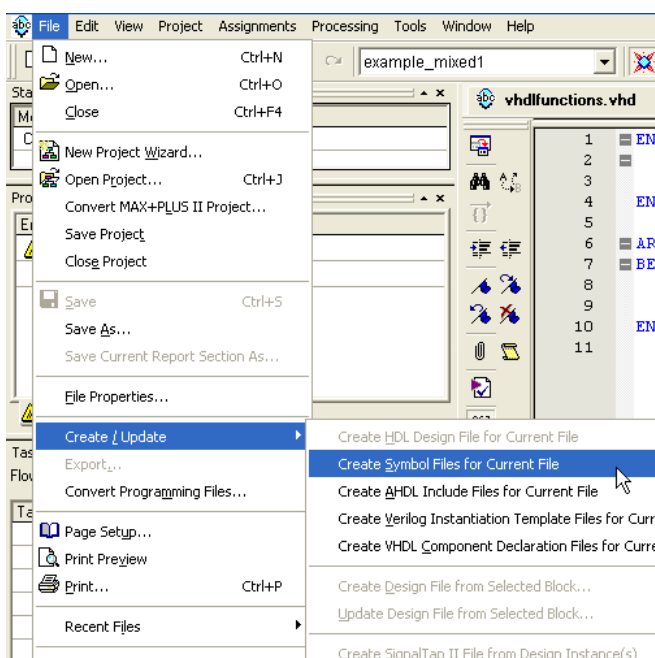 File Edit View Project Assignments Processing Tools Window Help
New... Ctrl+N
example_mixed1
Open... Ctrl+O
Close Ctrl+F4
vhdlfunctions.vhd
New Project Wizard...
Open Project... Ctrl+J
Convert MAX+PLUS II Project...
Save Project
Close Project
Save Ctrl+S
Save As...
Save Current Report Section As...
File Properties...
Create / Update
Export...
Convert Programming Files...
Page Setup...
Print Preview
Print... Ctrl+P
Recent Files
Create HDL Design File for Current File
Create Symbol Files for Current File
Create AHDL Include Files for Current File
Create Verilog Instantiation Template Files for Curr
Create VHDL Component Declaration Files for Curre
Create Design File from Selected Block...
Update Design File from Selected Block...
Create SignalTap II File from Design Instance(s)
1 EN
2
3
4 EN
5
6 AR
7 BE
8
9
10 EN
11
Sta
Pro
Tas
Flow
Ta